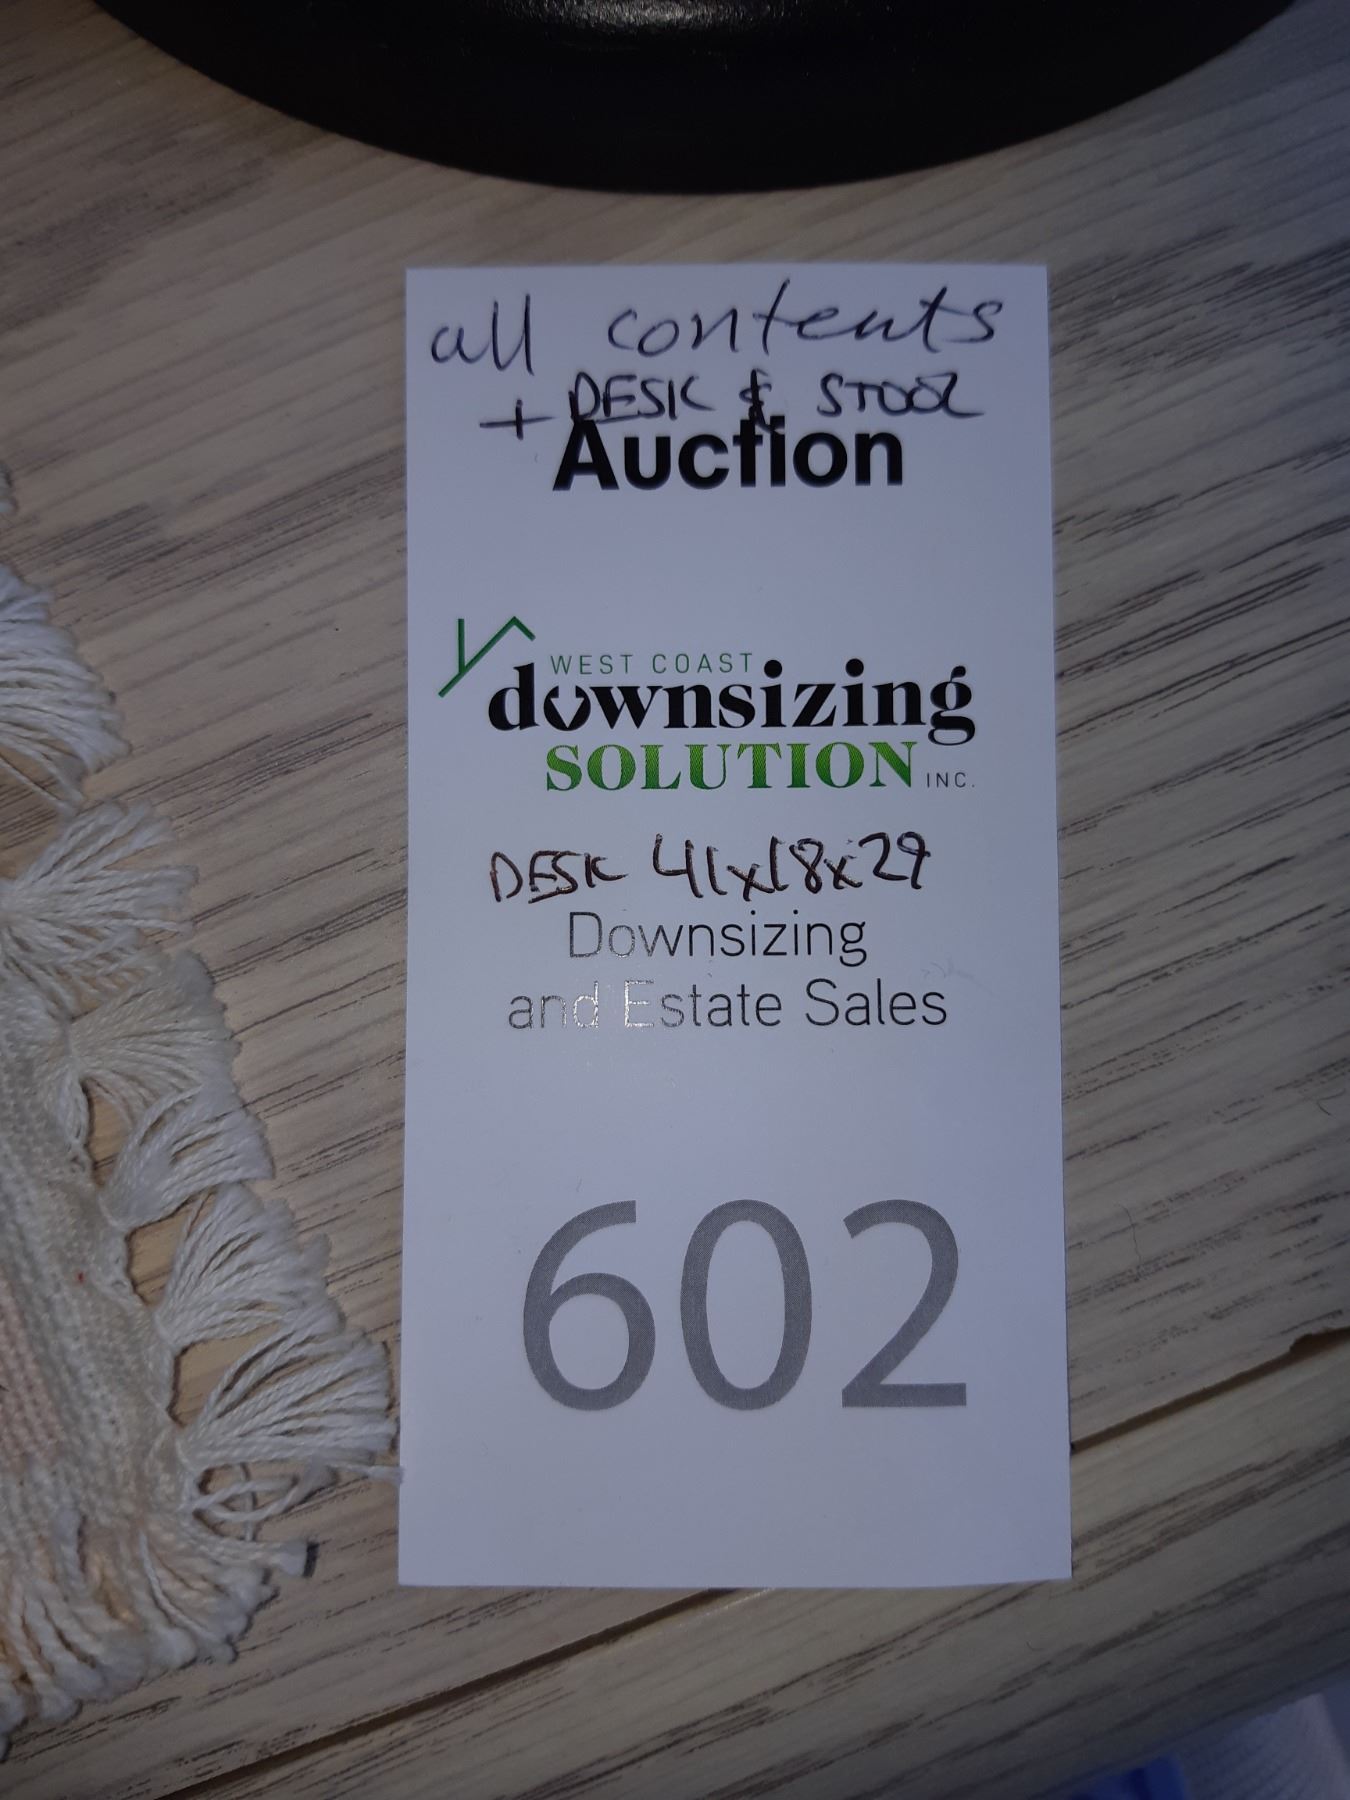 all contents
+ DESK & STOOL
Auction
WEST COAST
downsizing
SOLUTION INC.
DESK 41x18x29
Downsizing
and Estate Sales
602